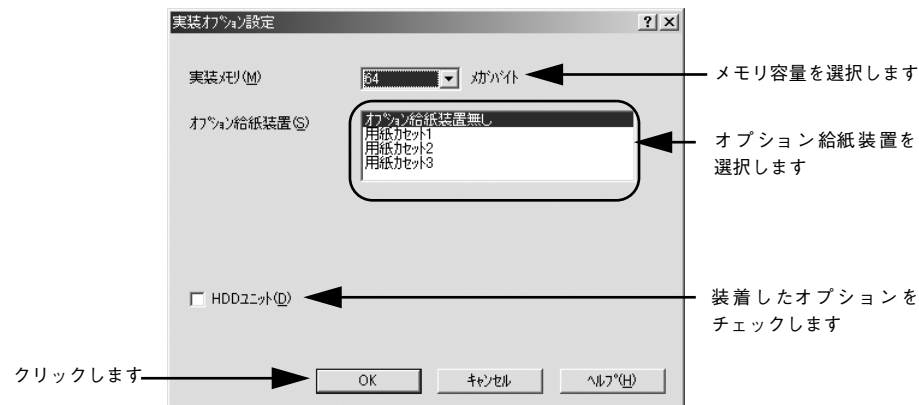 実装ｵﾌﾟｼｮﾝ設定
実装ﾒﾓﾘ(M)
64
ﾒｶﾞﾊﾞｲﾄ
メモリ容量を選択します
ｵﾌﾟｼｮﾝ給紙装置(S)
ｵﾌﾟｼｮﾝ給紙装置無し
用紙ｶｾｯﾄ1
用紙ｶｾｯﾄ2
用紙ｶｾｯﾄ3
オプション給紙装置を
選択します
HDDﾕﾆｯﾄ(D)
装着したオプションを
チェックします
クリックします
OK
ｷｬﾝｾﾙ
ﾍﾙﾌﾟ(H)